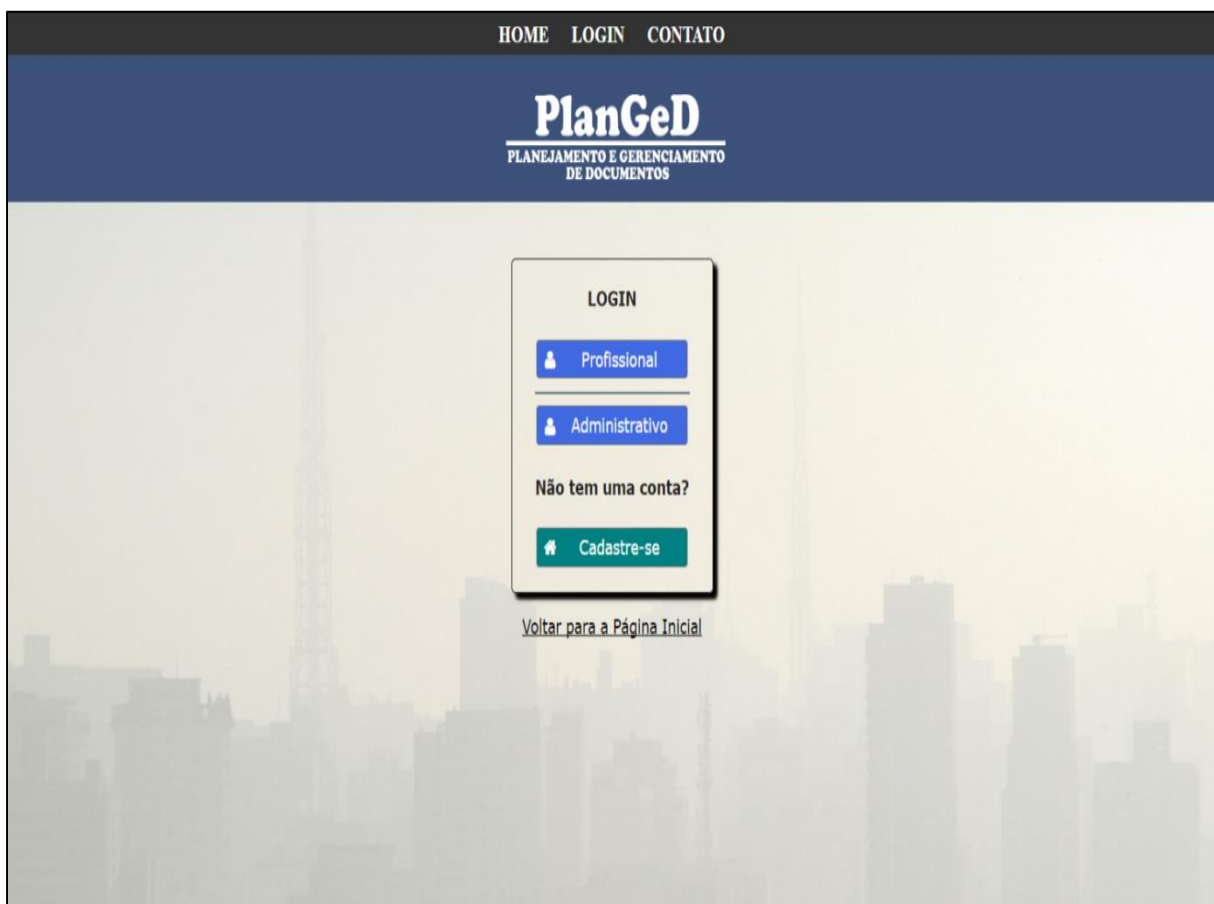 HOME LOGIN CONTATO
PlanGeD
PLANEJAMENTO E GERENCIAMENTO
DE DOCUMENTOS
LOGIN
Profissional
Administrativo
Não tem uma conta?
Cadastre-se
Voltar para a Página Inicial